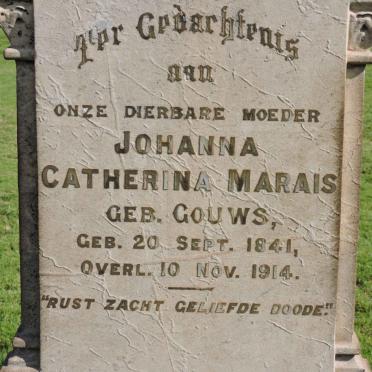 Ter Gedachtenis
aan
ONZE DIERBARE MOEDER
JOHANNA
CATHERINA MARAIS
GEB. GOUWS,
GEB. 20 SEPT. 1841,
OVERL. 10 NOV. 1914.
"RUST ZACHT GELIEFDE DOODE."